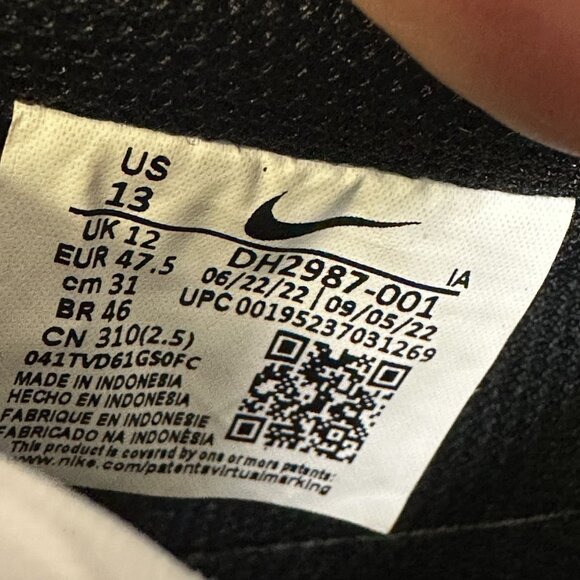 US
13
UK 12
EUR 47.5
cm 31
BR 46
CN 310(2.5)
041TVD61GS0FC
MADE IN INDONESIA
HECHO EN INDONESIA
FABRIQUE EN INDONESIE
FABRICADO NA INDONÉSIA
This product is covered by one or more patents:
www.nike.com/patentsvirtualmarking
IA
DH2987-001
06/22/22 | 09/05/22
UPC 00195237031269